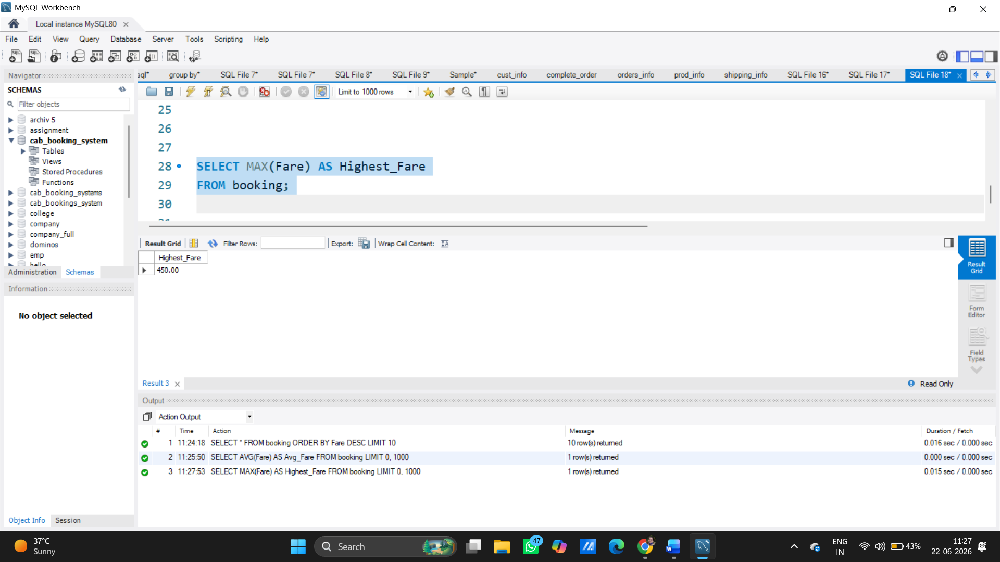 MySQL Workbench
Local instance MySQL80
File Edit View Query Database Server Tools Scripting Help
Navigator
sql* group by* SQL File 7* SQL File 7* SQL File 8* SQL File 9* Sample* cust_info complete_order orders_info prod_info shipping_info SQL File 16* SQL File 17* SQL File 18*
SCHEMAS
Limit to 1000 rows
Filter objects
archiv 5
assignment
cab_booking_system
Tables
Views
Stored Procedures
Functions
cab_booking_systems
cab_bookings_system
college
company
company_full
dominos
emp
hello
Administration Schemas
Information
No object selected
Object Info Session
25
26
27
28 SELECT MAX(Fare) AS Highest_Fare
29 FROM booking;
30
31
Result Grid Filter Rows: Export: Wrap Cell Content:
Highest_Fare
450.00
Result Grid
Form Editor
Field Types
Result 3
Read Only
Output
Action Output
# Time Action Message Duration / Fetch
1 11:24:18 SELECT * FROM booking ORDER BY Fare DESC LIMIT 10 10 row(s) returned 0.016 sec / 0.000 sec
2 11:25:50 SELECT AVG(Fare) AS Avg_Fare FROM booking LIMIT 0, 1000 1 row(s) returned 0.000 sec / 0.000 sec
3 11:27:53 SELECT MAX(Fare) AS Highest_Fare FROM booking LIMIT 0, 1000 1 row(s) returned 0.015 sec / 0.000 sec
37°C
Sunny
Search
47
ENG
IN
43%
11:27
22-06-2026